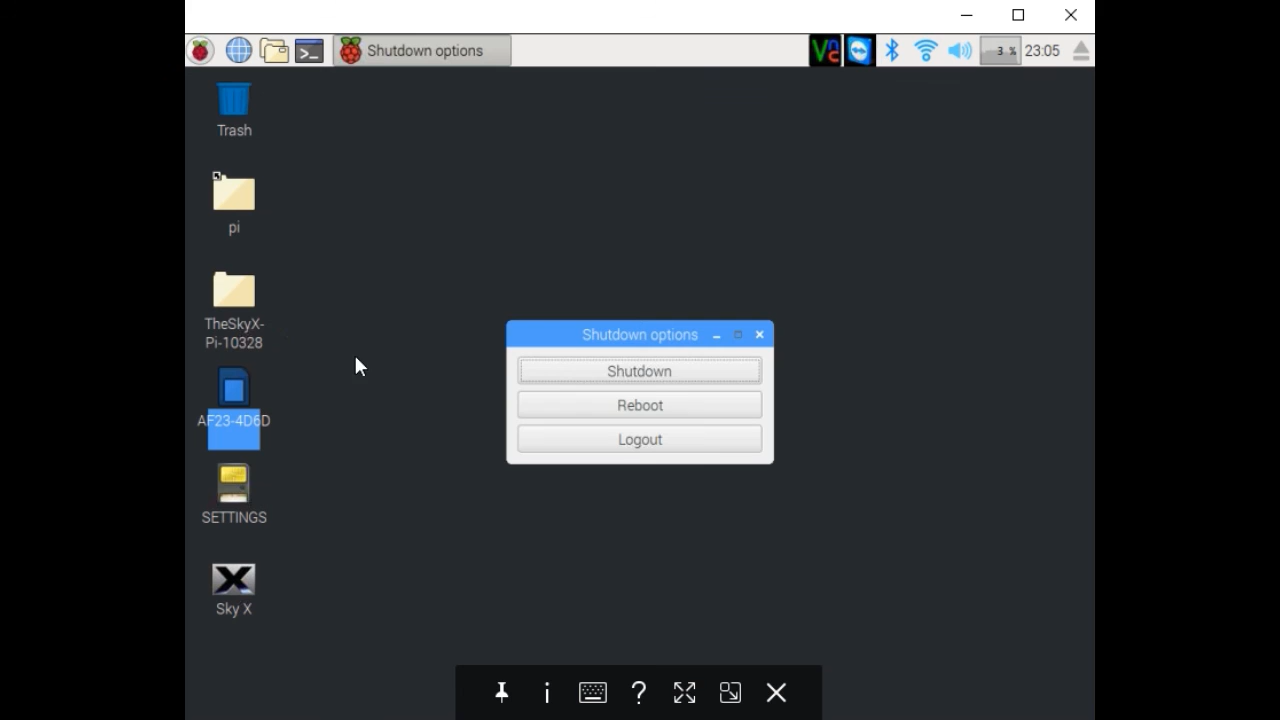 Shutdown options
3 %
23:05
Trash
pi
TheSkyX-
Pi-10328
AF23-4D6D
SETTINGS
Sky X
Shutdown options
Shutdown
Reboot
Logout